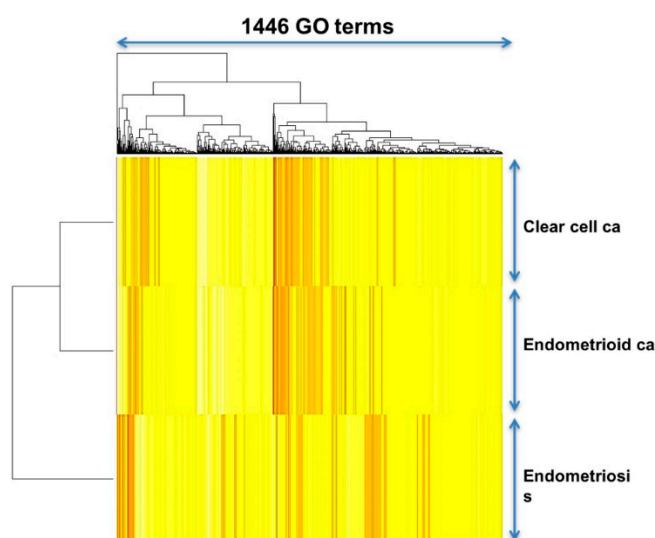 1446 GO terms
Clear cell ca
Endometrioid ca
Endometriosi
s